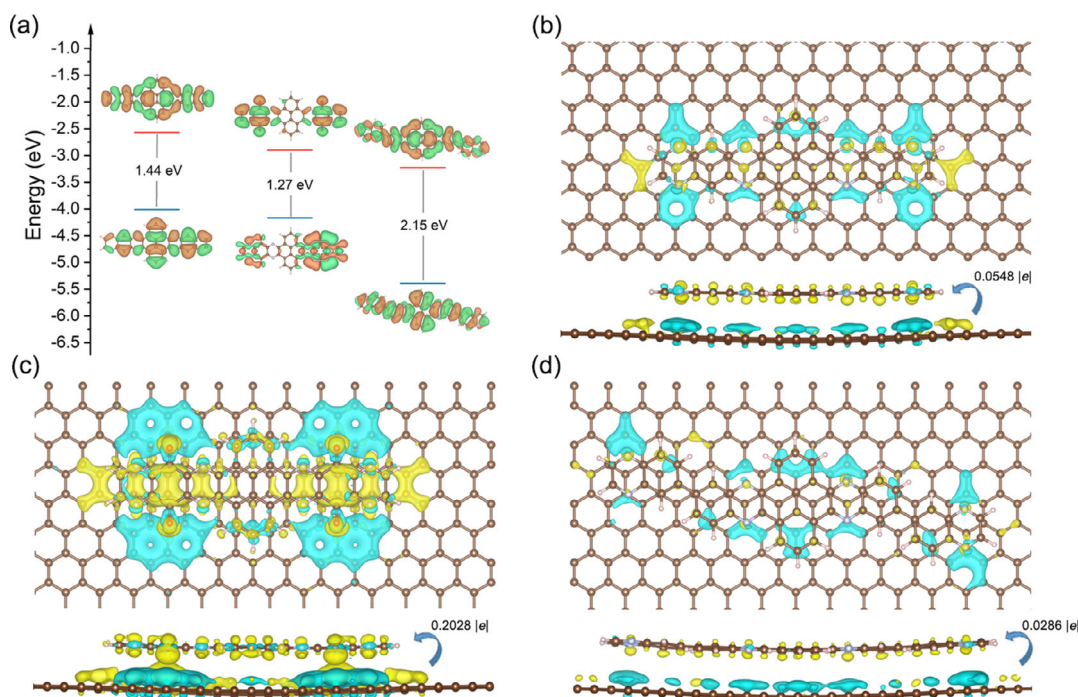 (a)
Energy (eV)
-1.0
-1.5
-2.0
-2.5
-3.0
-3.5
-4.0
-4.5
-5.0
-5.5
-6.0
-6.5
1.44 eV
1.27 eV
2.15 eV
(b)
0.0548 |e|
(c)
0.2028 |e|
(d)
0.0286 |e|